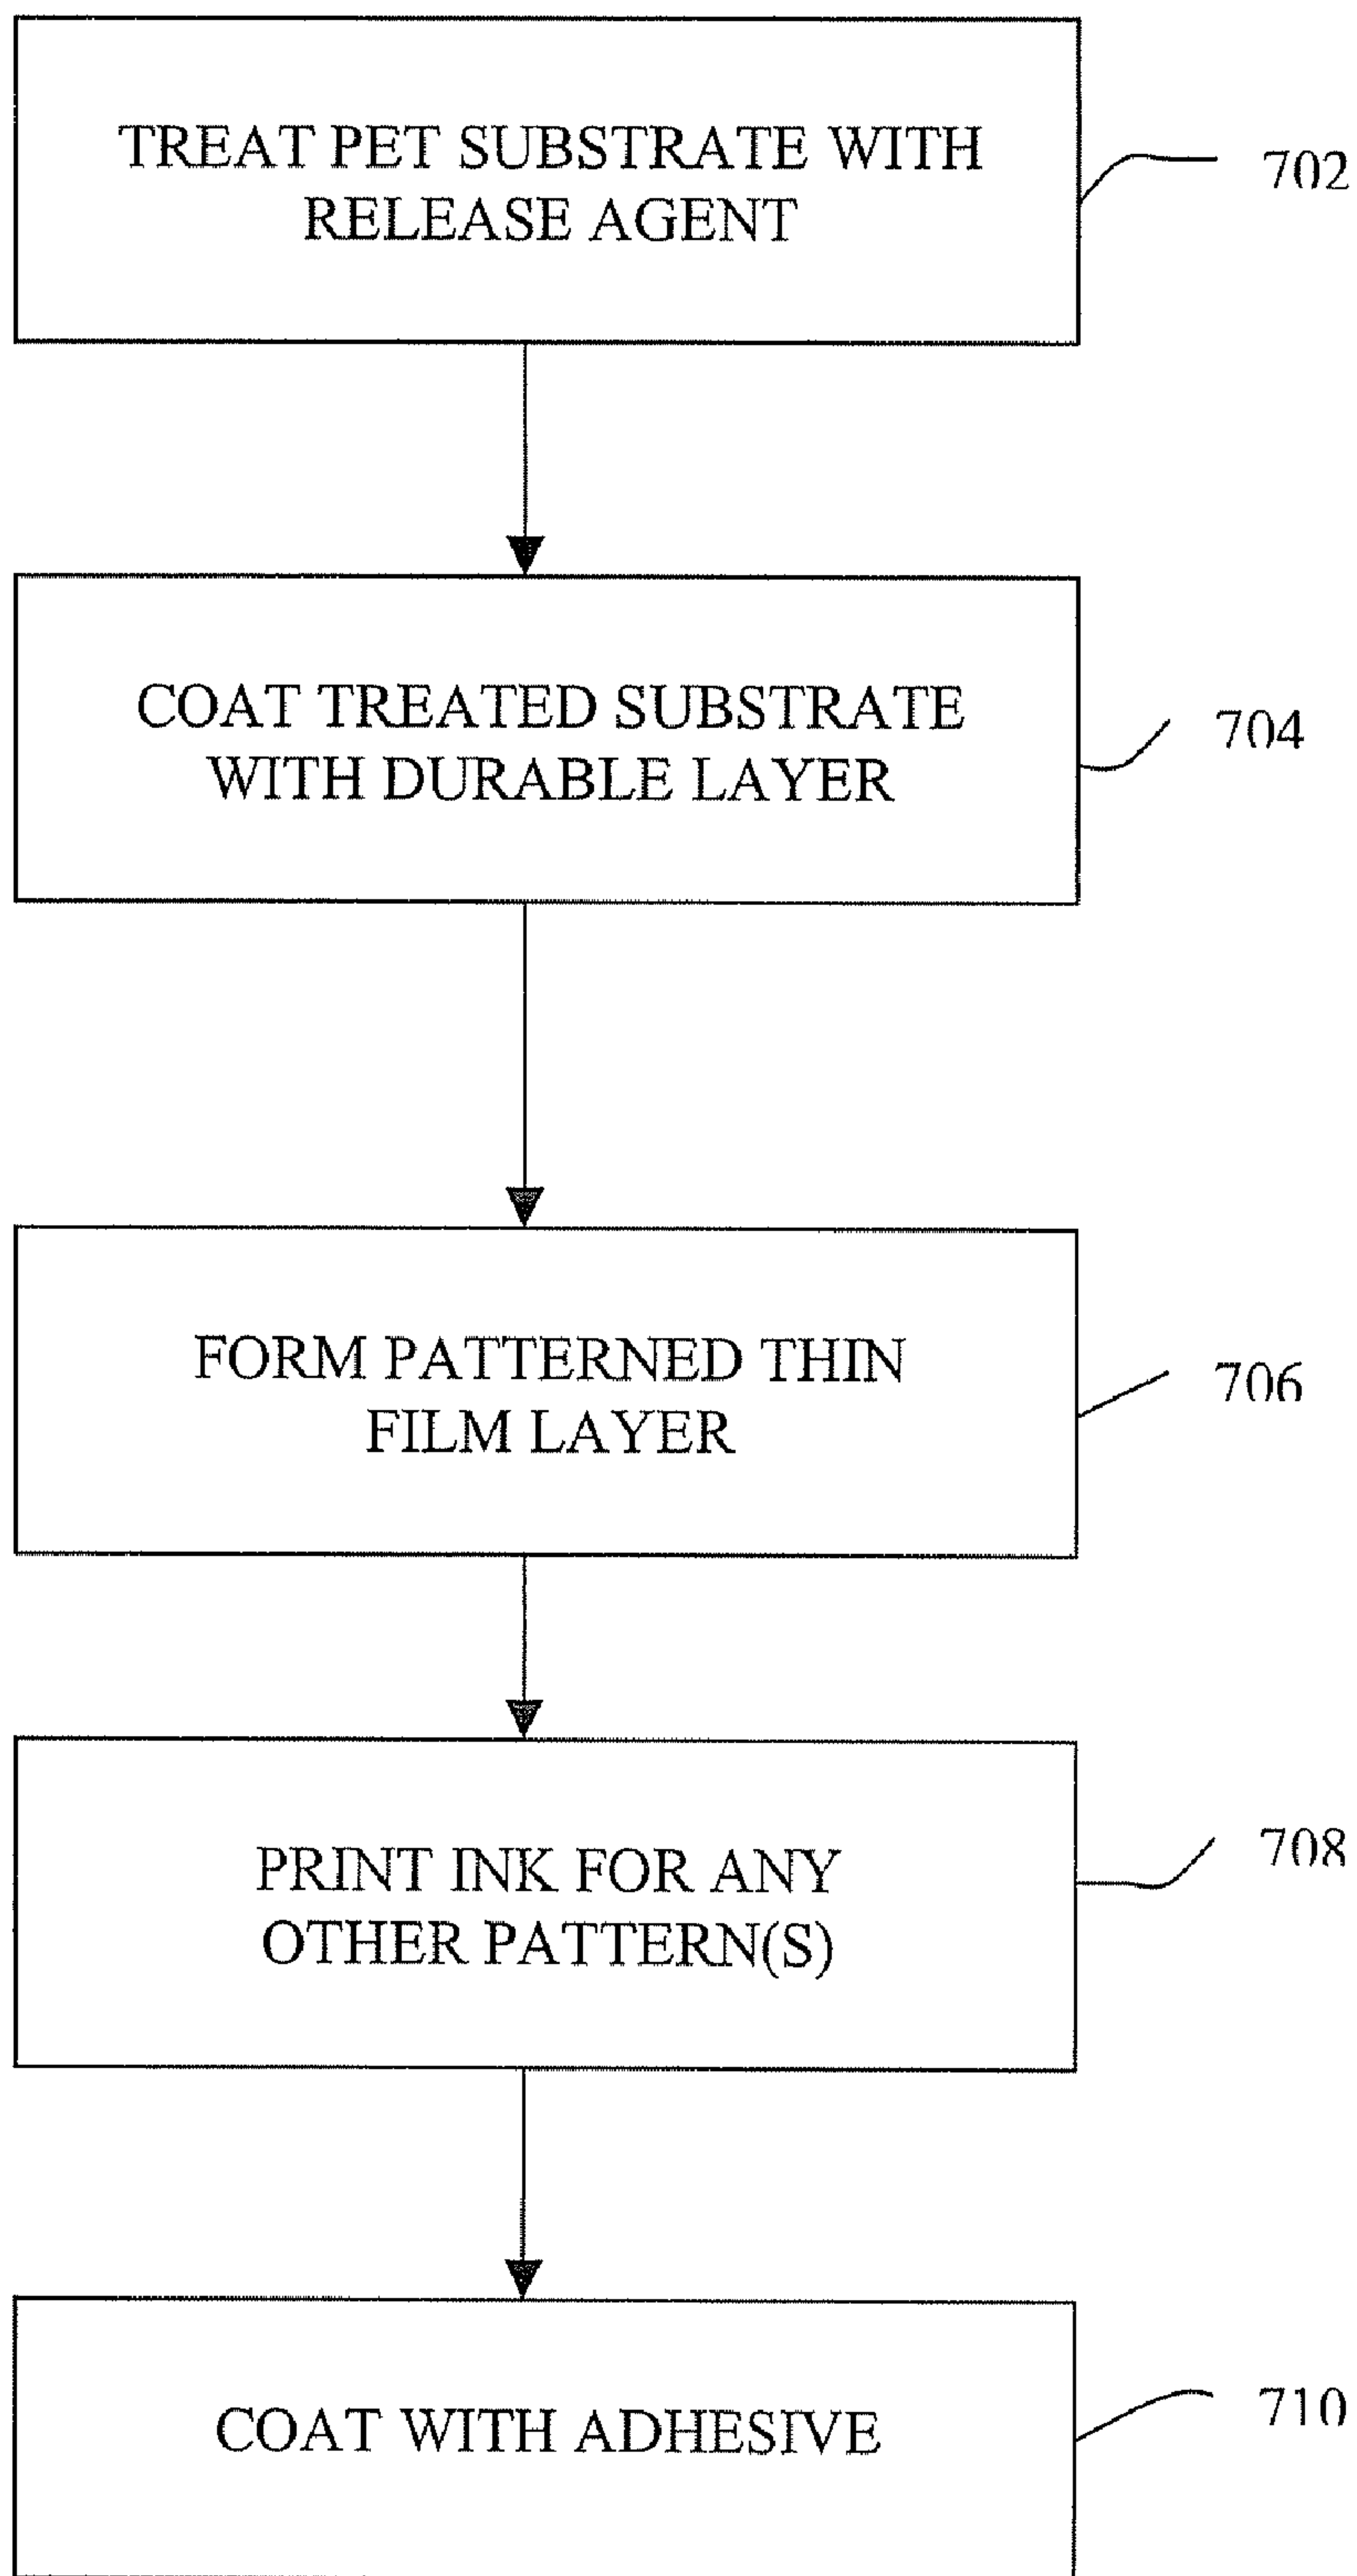 TREAT PET SUBSTRATE WITH
RELEASE AGENT
702
COAT TREATED SUBSTRATE
WITH DURABLE LAYER
704
FORM PATTERNED THIN
FILM LAYER
706
PRINT INK FOR ANY
OTHER PATTERN(S)
708
COAT WITH ADHESIVE
710